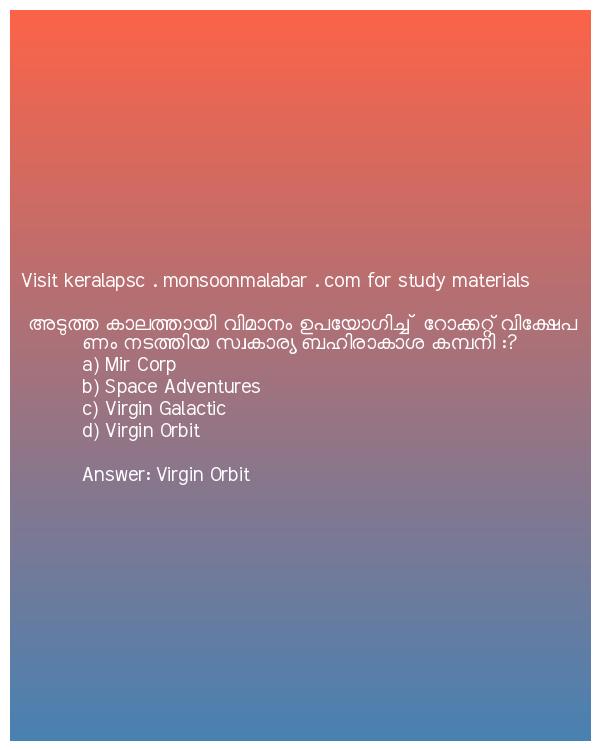 Visit keralapsc . monsoonmalabar . com for study materials
അടുത്ത കാലത്തായി വിമാനം ഉപയോഗിച്ച് റോക്കറ്റ് വിക്ഷേപ
ണം നടത്തിയ സ്വകാര്യ ബഹിരാകാശ കമ്പനി :?
a) Mir Corp
b) Space Adventures
c) Virgin Galactic
d) Virgin Orbit
Answer: Virgin Orbit